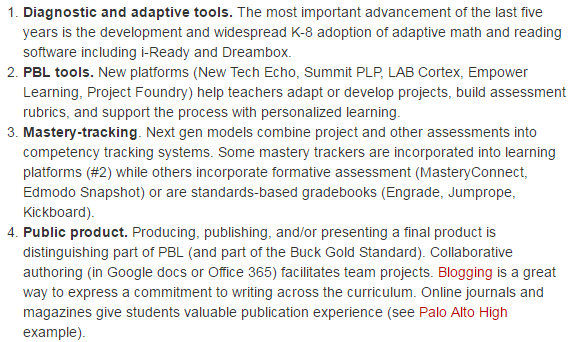 1. Diagnostic and adaptive tools. The most important advancement of the last five
years is the development and widespread K-8 adoption of adaptive math and reading
software including i-Ready and Dreambox.
2. PBL tools. New platforms (New Tech Echo, Summit PLP, LAB Cortex, Empower
Learning, Project Foundry) help teachers adapt or develop projects, build assessment
rubrics, and support the process with personalized learning.
3. Mastery-tracking. Next gen models combine project and other assessments into
competency tracking systems. Some mastery trackers are incorporated into learning
platforms (#2) while others incorporate formative assessment (MasteryConnect,
Edmodo Snapshot) or are standards-based gradebooks (Engrade, Jumprope,
Kickboard).
4. Public product. Producing, publishing, and/or presenting a final product is
distinguishing part of PBL (and part of the Buck Gold Standard). Collaborative
authoring (in Google docs or Office 365) facilitates team projects. Blogging is a great
way to express a commitment to writing across the curriculum. Online journals and
magazines give students valuable publication experience (see Palo Alto High
example).